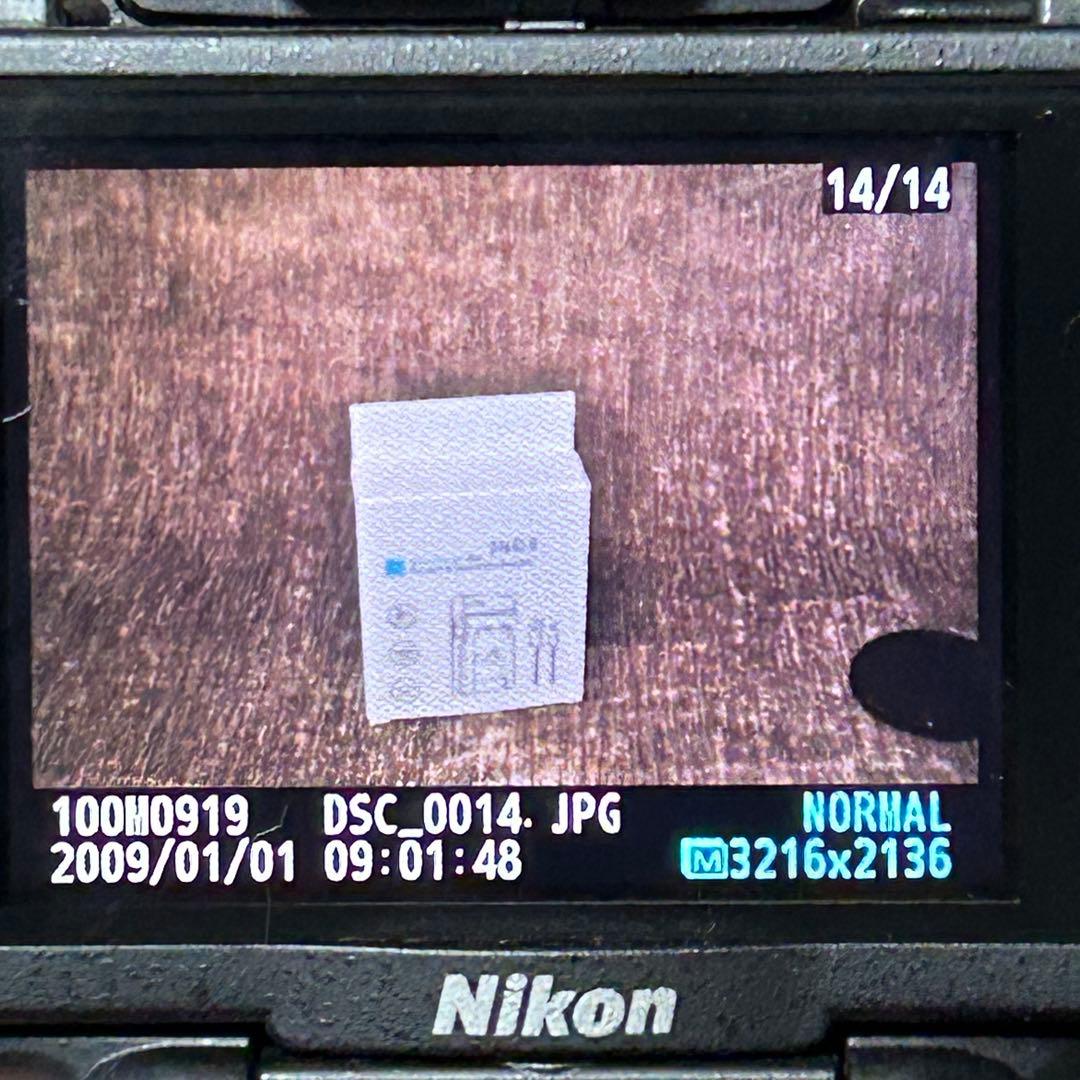 14/14
100M0919 DSC_0014.JPG NORMAL
2009/01/01 09:01:48 M3216x2136
Nikon